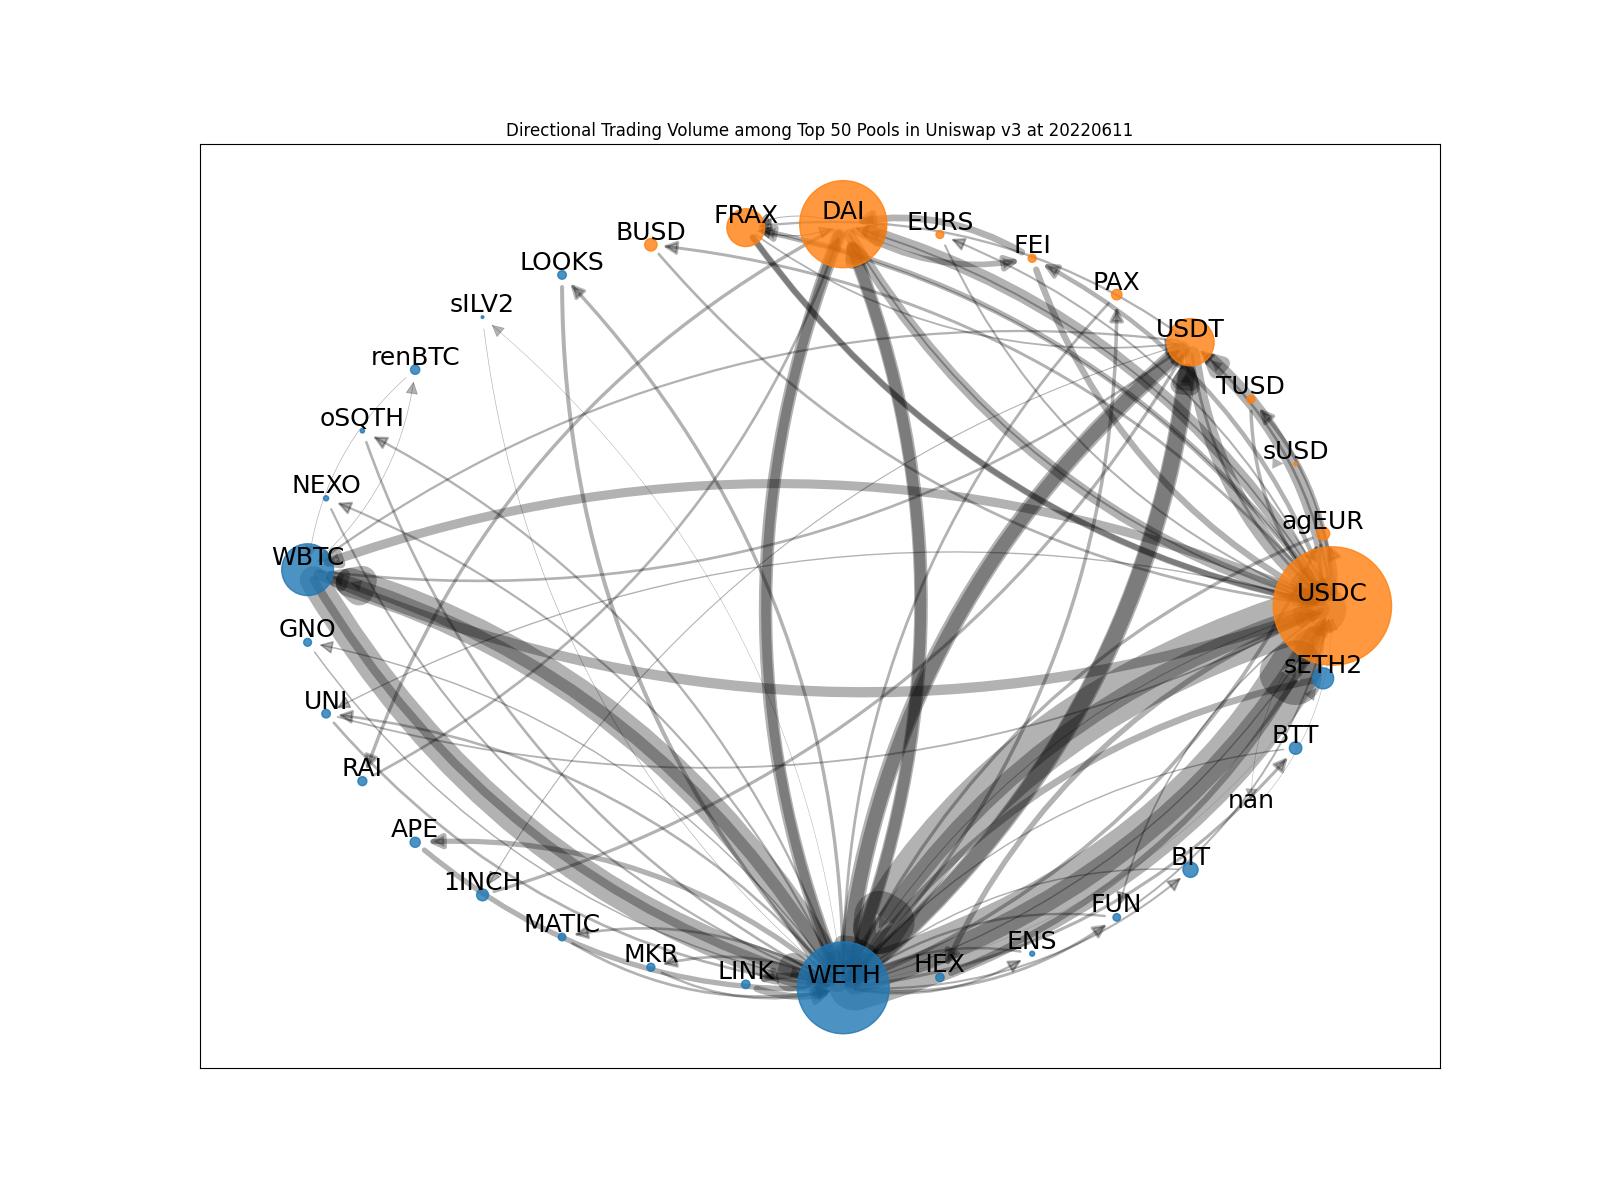 Directional Trading Volume among Top 50 Pools in Uniswap v3 at 20220611
DAI
FRAX
EURS
BUSD
FEI
LOOKS
PAX
sILV2
USDT
renBTC
TUSD
oSQTH
sUSD
NEXO
agEUR
WBTC
USDC
GNO
sETH2
UNI
BTT
RAI
nan
APE
BIT
1INCH
FUN
MATIC
ENS
MKR
HEX
LINK
WETH